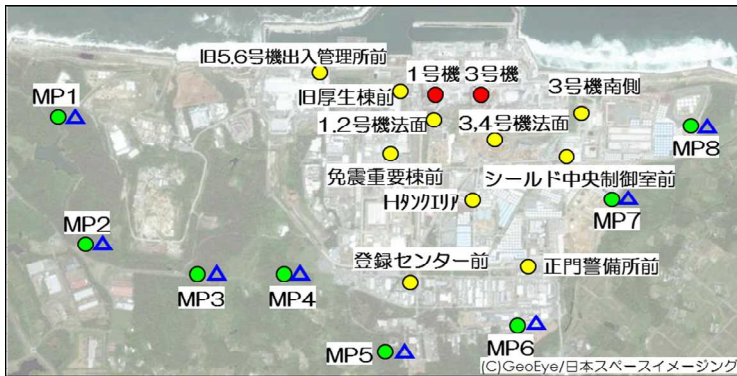 旧5,6号機出入管理所前
1号機 3号機
旧厚生棟前
3号機南側
MP1
1,2号機法面
3,4号機法面
MP8
免震重要棟前
シールド中央制御室前
Hタンクエリア
MP7
MP2
登録センター前
正門警備所前
MP3
MP4
MP6
MP5
(C)GeoEye/日本スペースイメージング